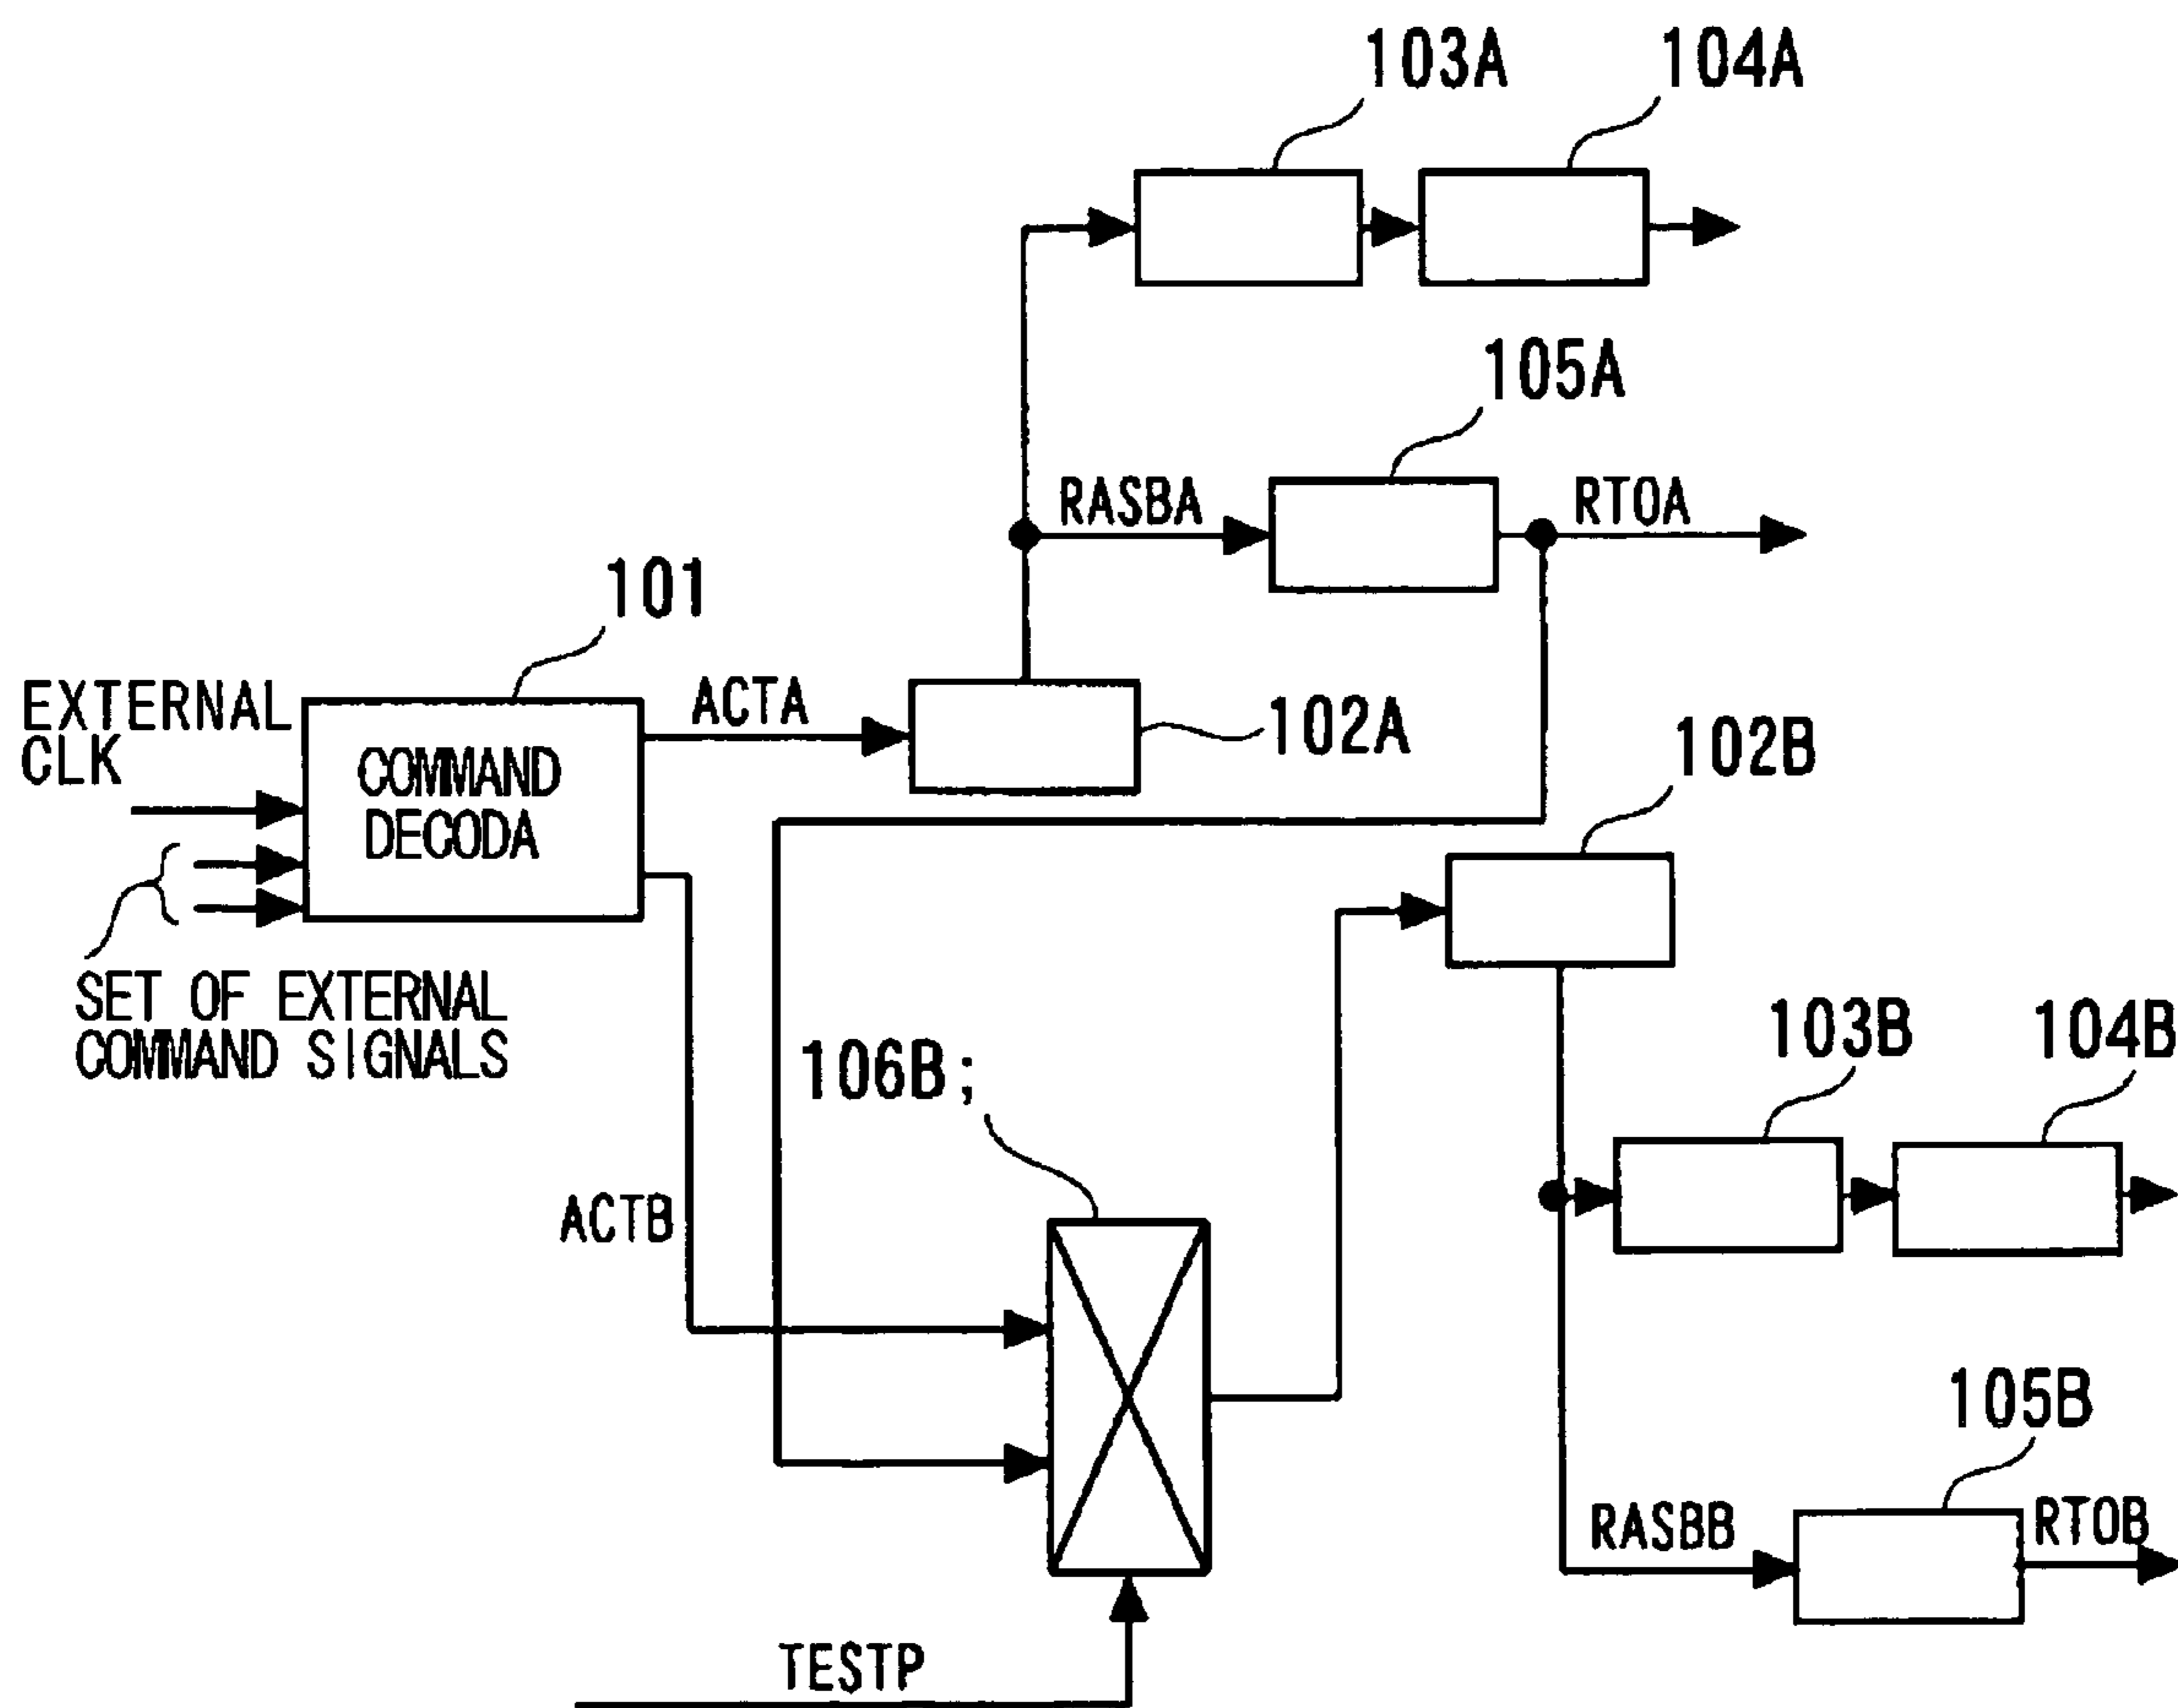 103A
104A
105A
RASBA
RTOA
101
EXTERNAL
CLK
ACTA
102A
102B
COMMAND
DECODA
SET OF EXTERNAL
COMMAND SIGNALS
103B
104B
106B;
ACTB
105B
RASBB
RTOB
TESTP